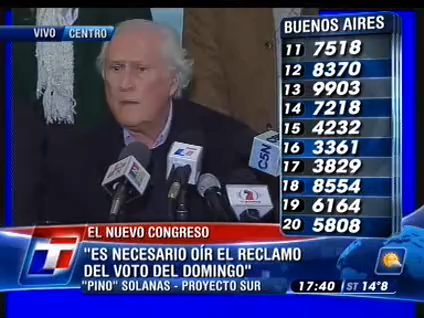 VIVO CENTRO
BUENOS AIRES
11 7518
12 8370
13 9903
14 7218
15 4232
16 3361
17 3829
18 8554
19 6164
20 5808
C5N
EL NUEVO CONGRESO
"ES NECESARIO OÍR EL RECLAMO
DEL VOTO DEL DOMINGO"
"PINO" SOLANAS - PROYECTO SUR
17:40 ST 14°8